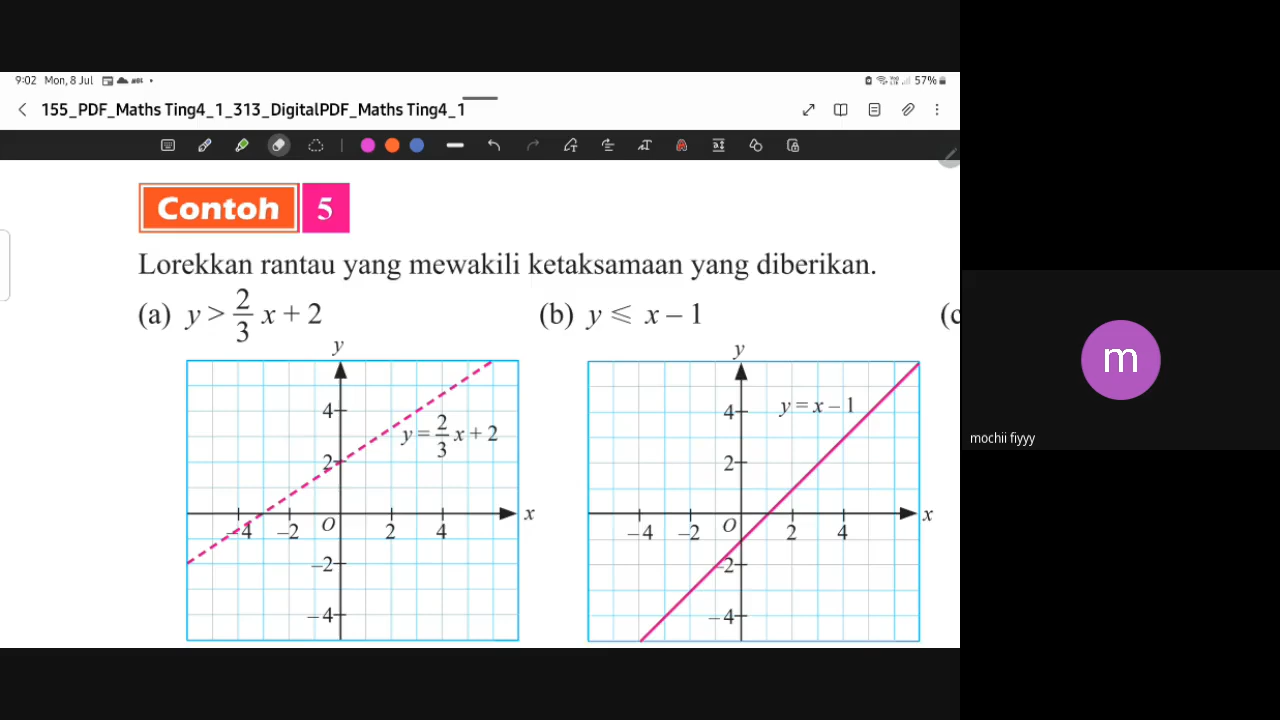 9:02 Mon, 8 Jul
57%
155_PDF_Maths Ting4_1_313_DigitalPDF_Maths Ting4_1
Contoh 5
Lorekkan rantau yang mewakili ketaksamaan yang diberikan.
(a) y > 2/3 x + 2
(b) y ⩽ x – 1
(c
y
4
2
O
–4 –2 2 4 x
–2
–4
y = 2/3 x + 2
y
4
2
O
–4 –2 2 4 x
–2
–4
y = x – 1
m
mochii fiyyy